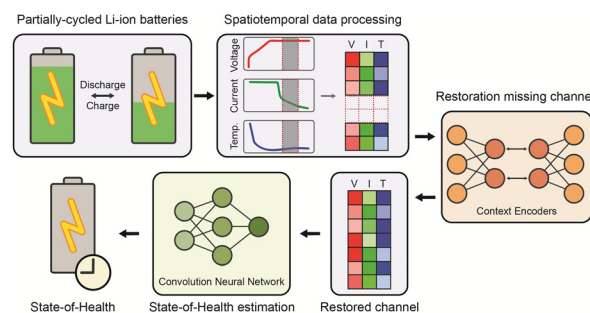 Partially-cycled Li-ion batteries
Spatiotemporal data processing
Discharge
Charge
Voltage
Current
Temp.
V I T
Restoration missing channel
Context Encoders
V I T
Restored channel
Convolution Neural Network
State-of-Health estimation
State-of-Health